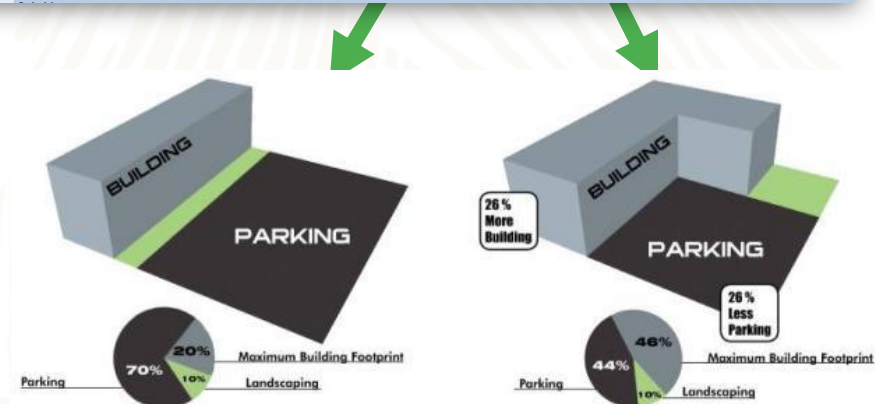 BUILDING
PARKING
20%
70%
10%
Maximum Building Footprint
Parking
Landscaping
BUILDING
26%
More
Building
PARKING
26%
Less
Parking
46%
44%
10%
Maximum Building Footprint
Parking
Landscaping